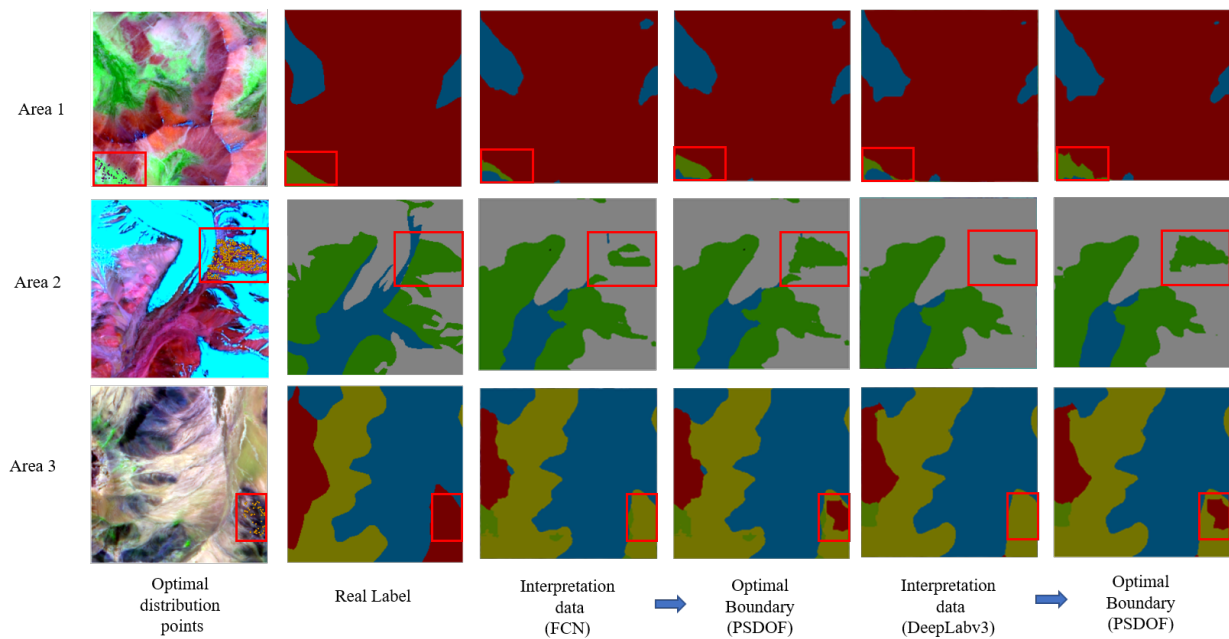 Area 1
Area 2
Area 3
Optimal
distribution
points
Real Label
Interpretation
data
(FCN)
Optimal
Boundary
(PSDOF)
Interpretation
data
(DeepLabv3)
Optimal
Boundary
(PSDOF)